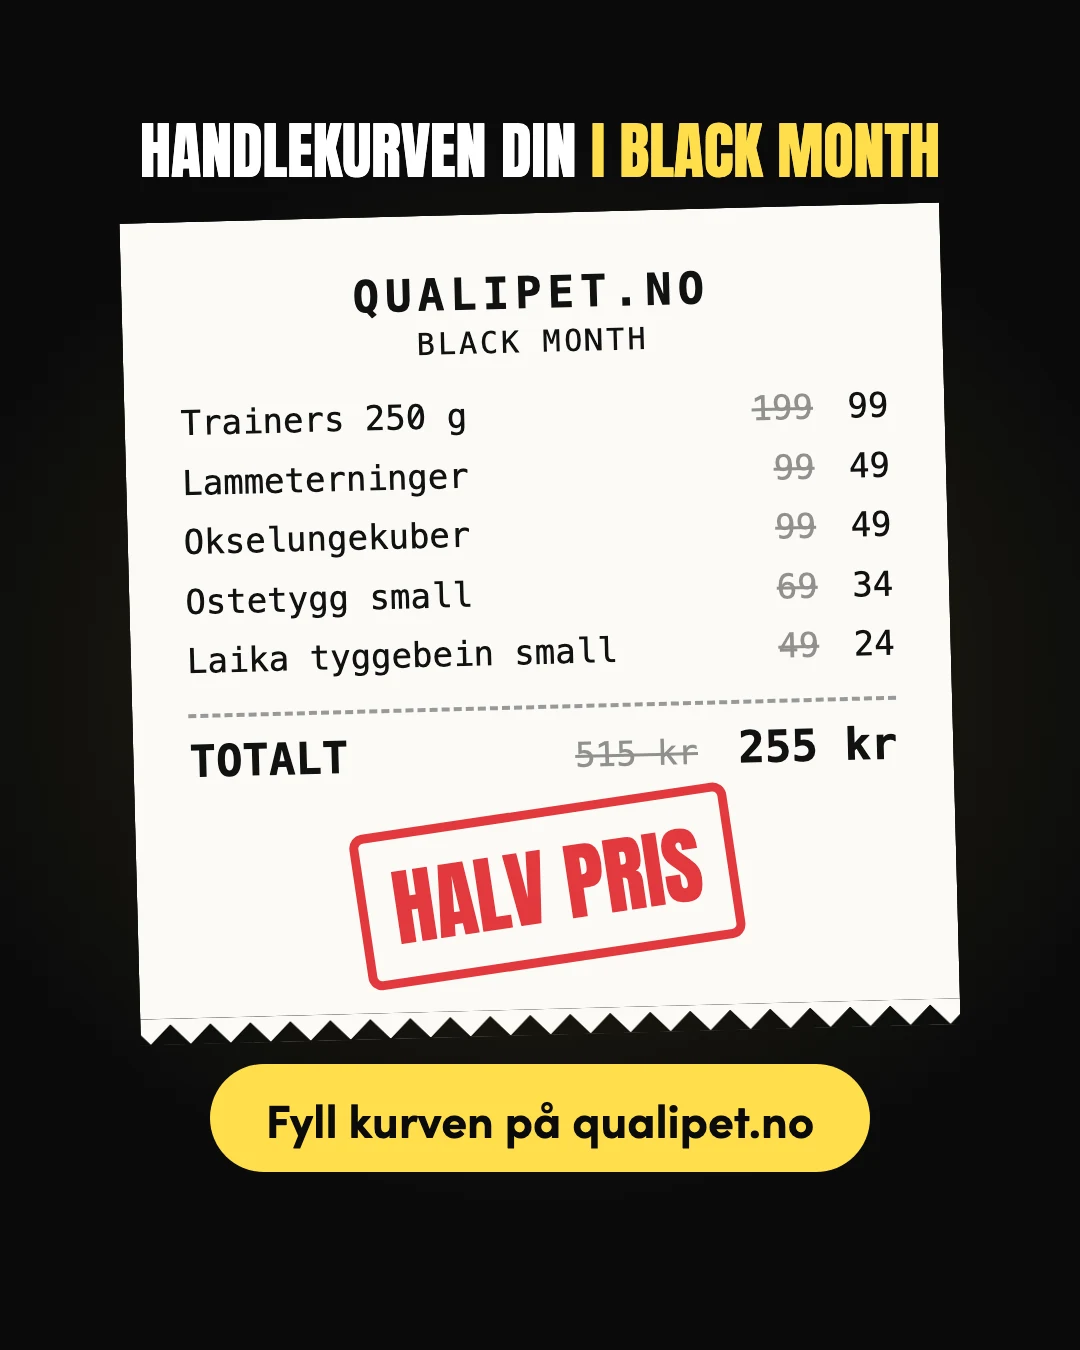 HANDLEKURVEN DIN I BLACK MONTH
QUALIPET.NO
BLACK MONTH
Trainers 250 g 199 99
Lammeterninger 99 49
Okselungekuber 99 49
Ostetygg small 69 34
Laika tyggebein small 49 24
TOTALT 515 kr 255 kr
HALV PRIS
Fyll kurven på qualipet.no